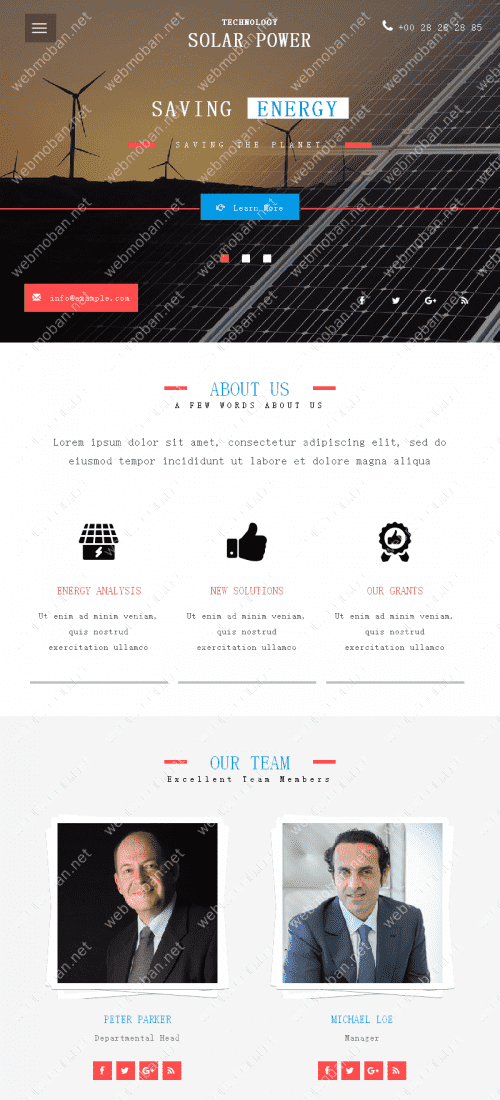 TECHNOLOGY
SOLAR POWER
+00 28 28 28 85
SAVING ENERGY
SAVING THE PLANET
Learn More
info@example.com
ABOUT US
A FEW WORDS ABOUT US
Lorem ipsum dolor sit amet, consectetur adipiscing elit, sed do
eiusmod tempor incididunt ut labore et dolore magna aliqua
ENERGY ANALYSIS
Ut enim ad minim veniam,
quis nostrud
exercitation ullamco
NEW SOLUTIONS
Ut enim ad minim veniam,
quis nostrud
exercitation ullamco
OUR GRANTS
Ut enim ad minim veniam,
quis nostrud
exercitation ullamco
OUR TEAM
Excellent Team Members
PETER PARKER
Departmental Head
MICHAEL LOE
Manager
webmoban.net